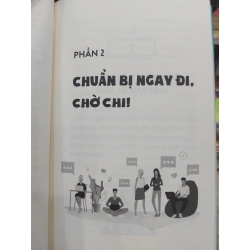 PHẦN 2
CHUẨN BỊ NGAY ĐI,
CHỜ CHI!